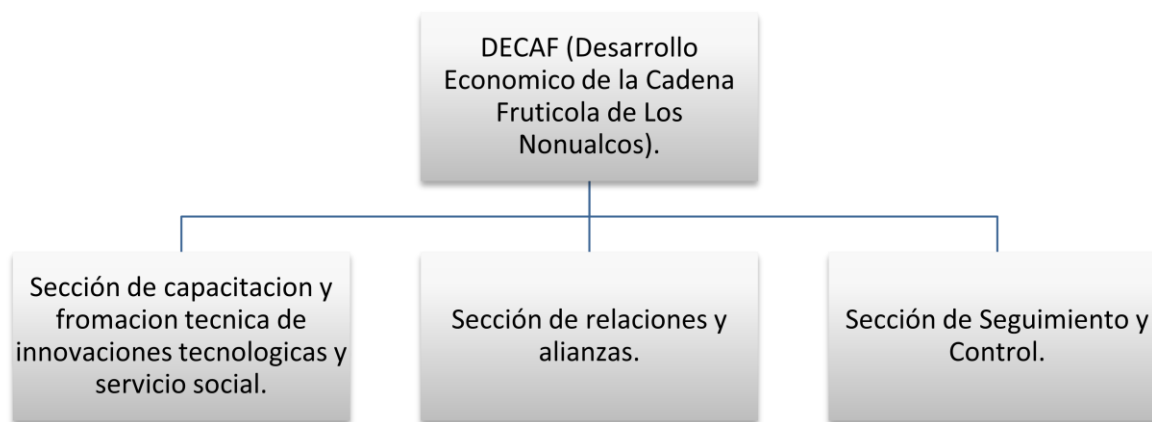 DECAF (Desarrollo
Economico de la Cadena
Fruticola de Los
Nonualcos).
Sección de capacitacion y
fromacion tecnica de
innovaciones tecnologicas y
servicio social.
Sección de relaciones y
alianzas.
Sección de Seguimiento y
Control.